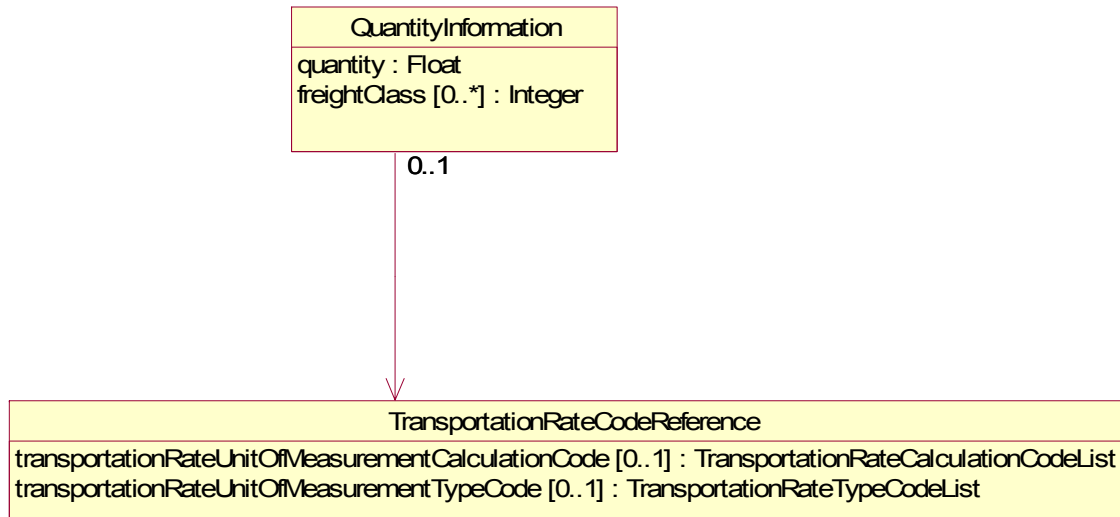 QuantityInformation
quantity : Float
freightClass [0..*] : Integer
0..1
TransportationRateCodeReference
transportationRateUnitOfMeasurementCalculationCode [0..1] : TransportationRateCalculationCodeList
transportationRateUnitOfMeasurementTypeCode [0..1] : TransportationRateTypeCodeList